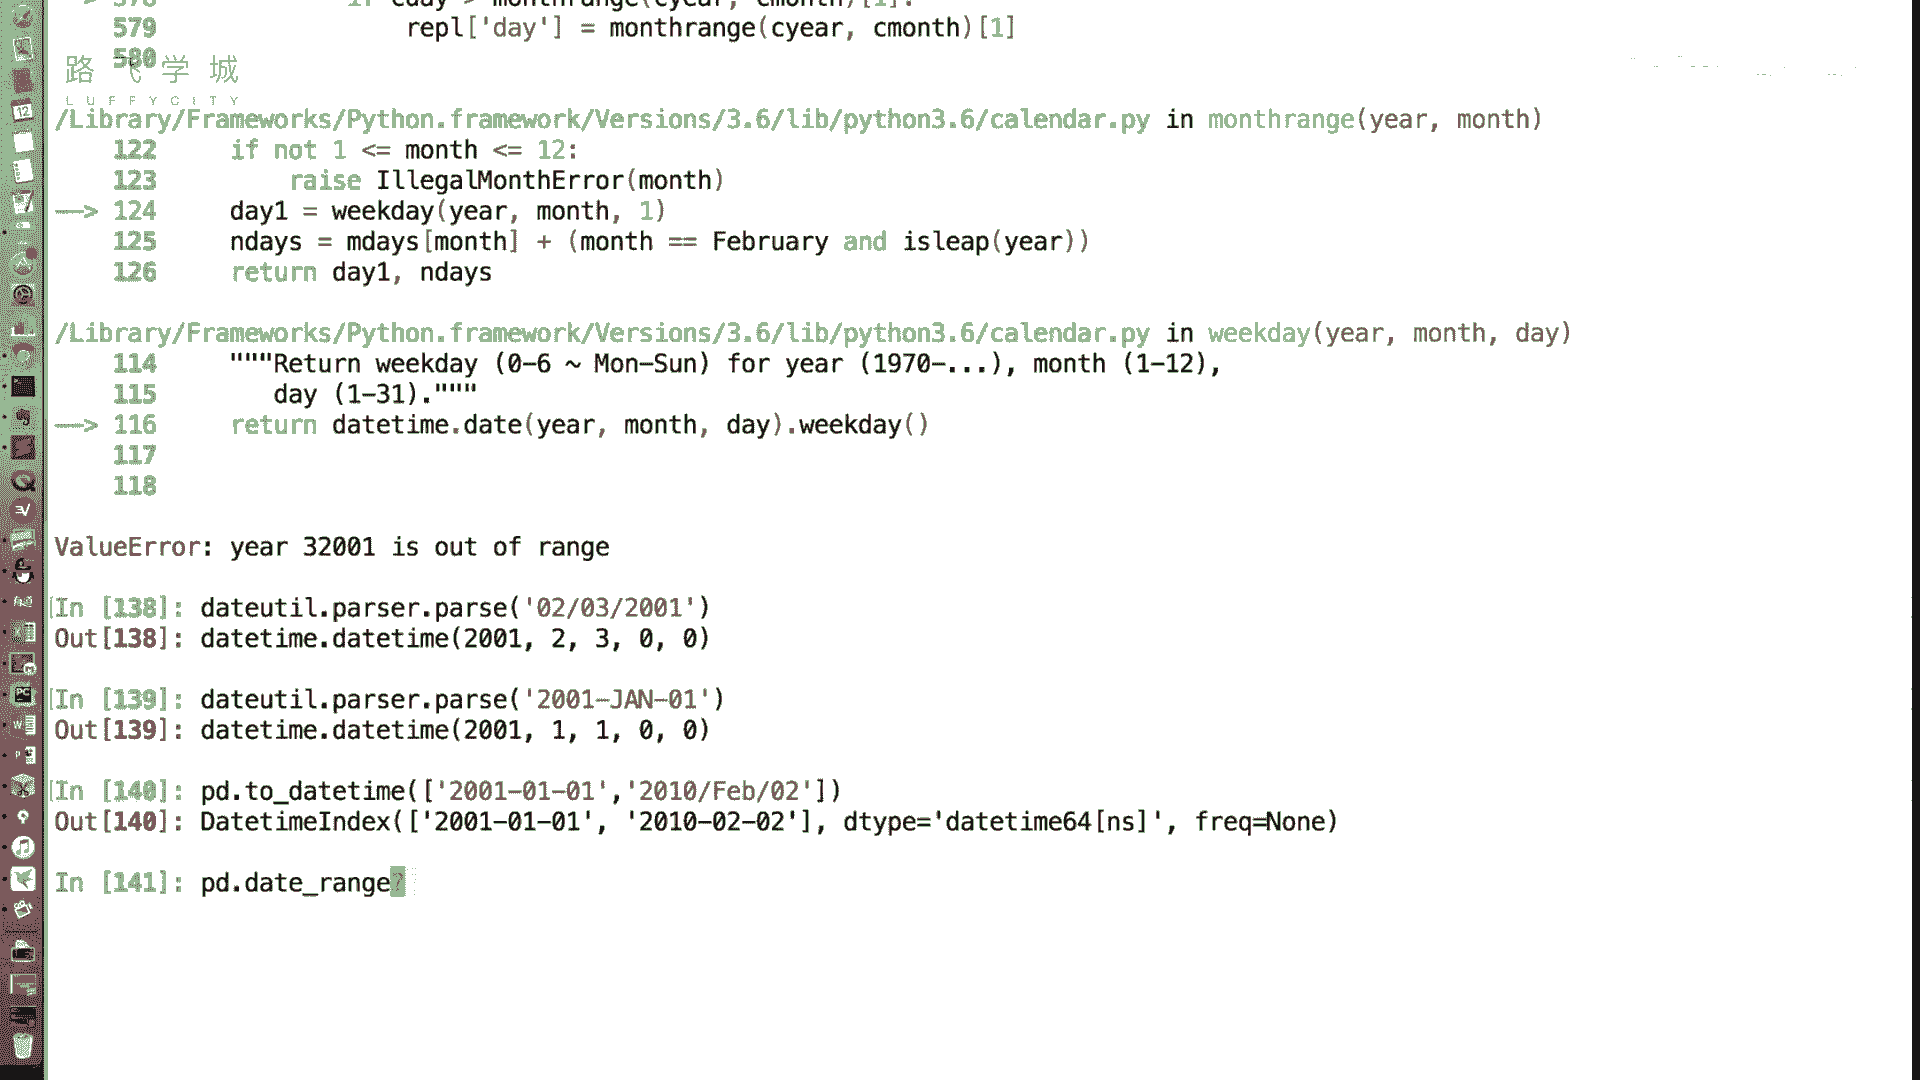 579 repl['day'] = monthrange(cyear, cmonth)[1]
580
路飞学城
LUFFYCITY
/Library/Frameworks/Python.framework/Versions/3.6/lib/python3.6/calendar.py in monthrange(year, month)
122 if not 1 <= month <= 12:
123 raise IllegalMonthError(month)
—-> 124 day1 = weekday(year, month, 1)
125 ndays = mdays[month] + (month == February and isleap(year))
126 return day1, ndays
/Library/Frameworks/Python.framework/Versions/3.6/lib/python3.6/calendar.py in weekday(year, month, day)
114 """Return weekday (0-6 ~ Mon-Sun) for year (1970-...), month (1-12),
115 day (1-31)."""
—-> 116 return datetime.date(year, month, day).weekday()
117
118
ValueError: year 32001 is out of range
In [138]: dateutil.parser.parse('02/03/2001')
Out[138]: datetime.datetime(2001, 2, 3, 0, 0)
In [139]: dateutil.parser.parse('2001-JAN-01')
Out[139]: datetime.datetime(2001, 1, 1, 0, 0)
In [140]: pd.to_datetime(['2001-01-01','2010/Feb/02'])
Out[140]: DatetimeIndex(['2001-01-01', '2010-02-02'], dtype='datetime64[ns]', freq=None)
In [141]: pd.date_range?